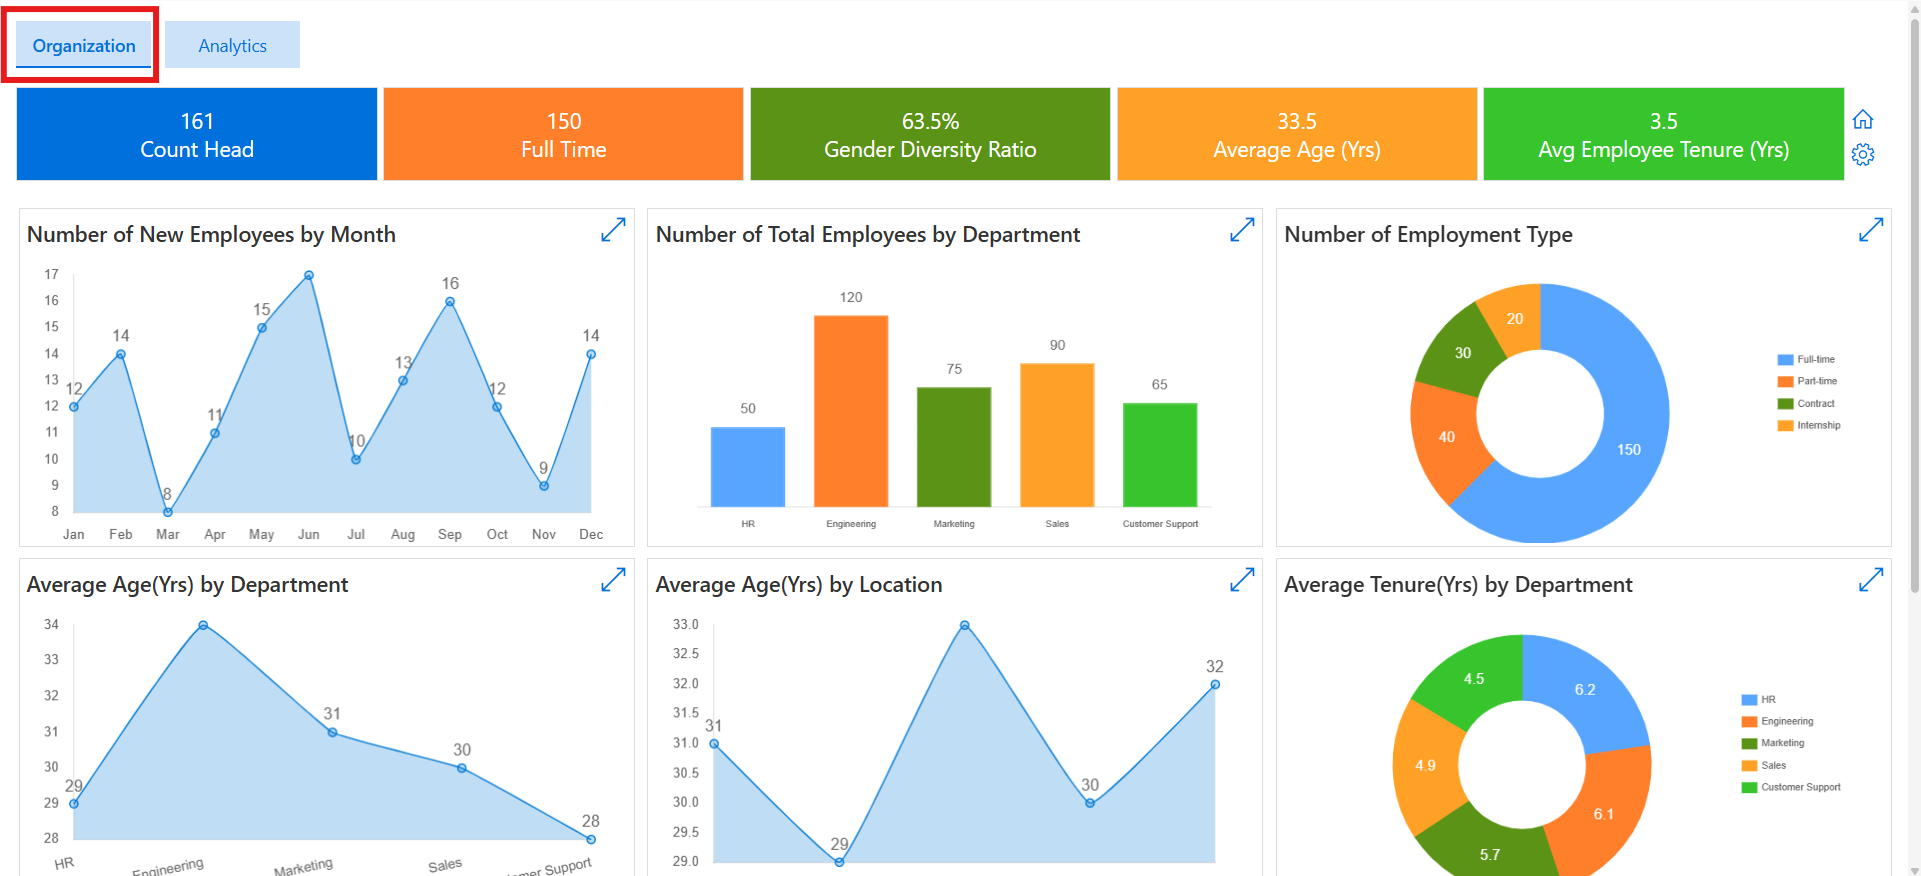 Organization
Analytics
161
Count Head
150
Full Time
63.5%
Gender Diversity Ratio
33.5
Average Age (Yrs)
3.5
Avg Employee Tenure (Yrs)
Number of New Employees by Month
17
16
15
14
13
12
11
10
9
8
12
14
8
11
15
10
13
16
12
9
14
Jan
Feb
Mar
Apr
May
Jun
Jul
Aug
Sep
Oct
Nov
Dec
Number of Total Employees by Department
50
120
75
90
65
HR
Engineering
Marketing
Sales
Customer Support
Number of Employment Type
20
30
40
150
Full-time
Part-time
Contract
Internship
Average Age(Yrs) by Department
34
33
32
31
30
29
28
29
31
30
28
HR
Engineering
Marketing
Sales
mer Support
Average Age(Yrs) by Location
33.0
32.5
32.0
31.5
31.0
30.5
30.0
29.5
29.0
31
29
30
32
Average Tenure(Yrs) by Department
4.5
6.2
4.9
6.1
5.7
HR
Engineering
Marketing
Sales
Customer Support